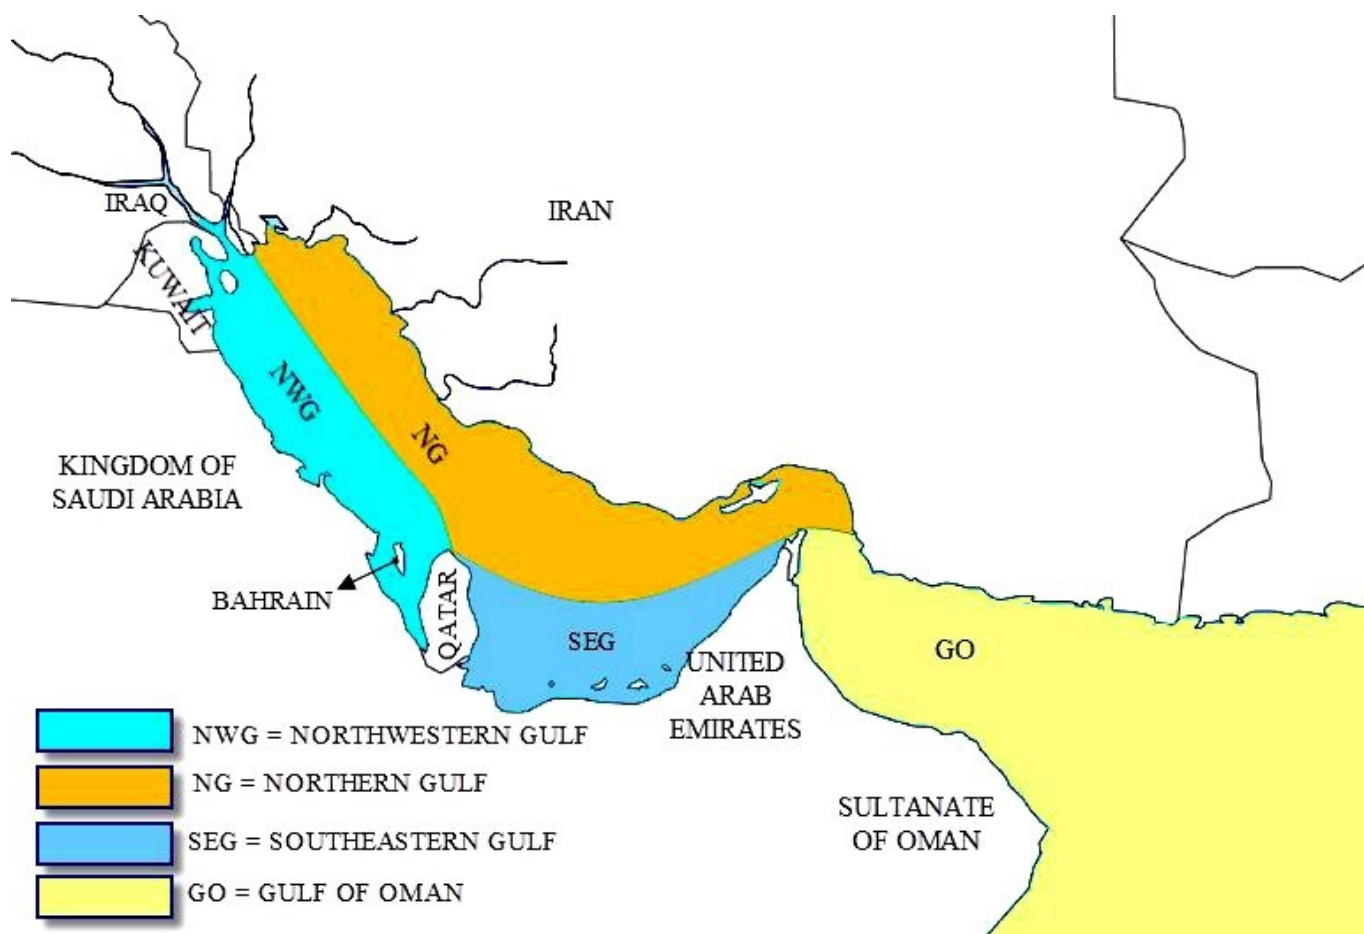 IRAQ
IRAN
KUWAIT
NWG
NG
KINGDOM OF
SAUDI ARABIA
BAHRAIN
QATAR
SEG
GO
UNITED
ARAB
EMIRATES
SULTANATE
OF OMAN
NWG = NORTHWESTERN GULF
NG = NORTHERN GULF
SEG = SOUTHEASTERN GULF
GO = GULF OF OMAN